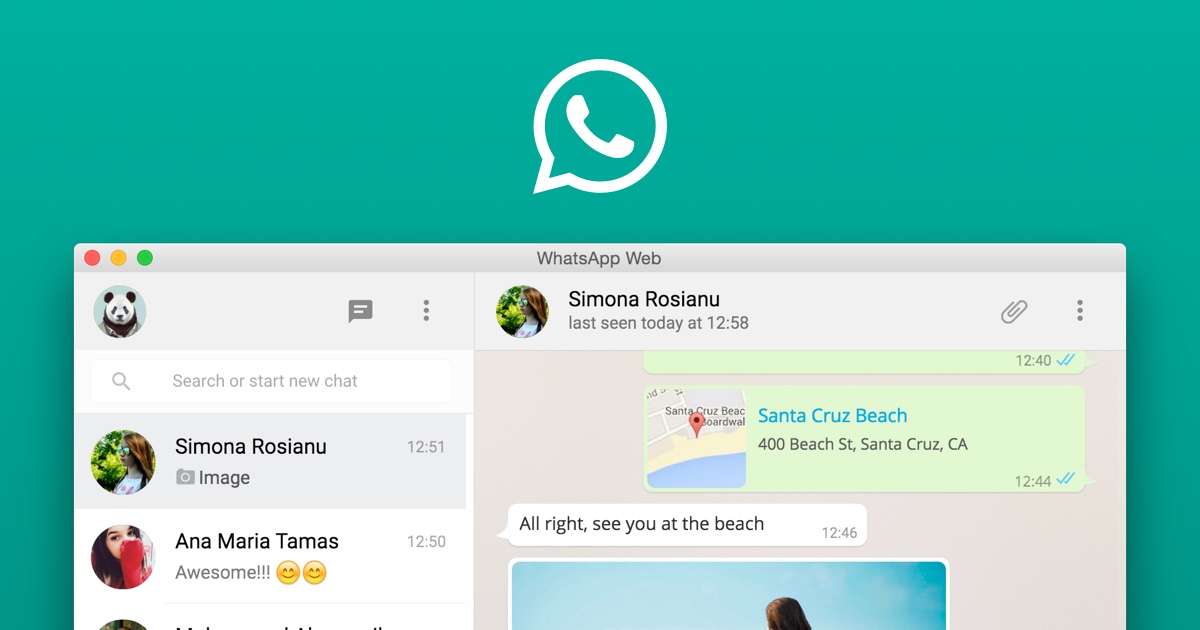 WhatsApp Web
Simona Rosianu
last seen today at 12:58
Search or start new chat
Simona Rosianu 12:51
Image
Ana Maria Tamas 12:50
Awesome!!! 😊😊
12:40
Santa Cruz Beac
Boardwal
Santa Cruz Beach
400 Beach St, Santa Cruz, CA
12:44
All right, see you at the beach
12:46